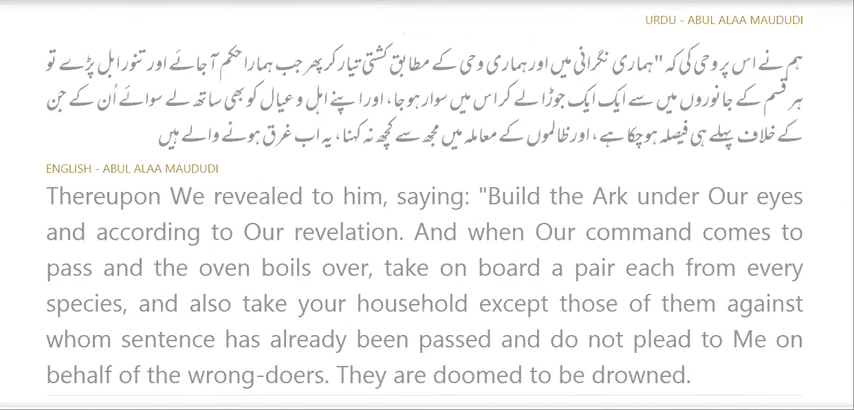 URDU - ABUL ALAA MAUDUDI
ہم نے اس پر وحی کی کہ "ہماری نگرانی میں اور ہماری وحی کے مطابق کشتی تیار کر پھر جب ہمارا حکم آ جائے اور تنور ابل پڑے تو
ہر قسم کے جانوروں میں سے ایک ایک جوڑا لے کر اس میں سوار ہو جا، اور اپنے اہل و عیال کو بھی ساتھ لے سوائے اُن کے جن
کے خلاف پہلے ہی فیصلہ ہو چکا ہے، اور ظالموں کے معاملہ میں مجھ سے کچھ نہ کہنا، یہ اب غرق ہونے والے ہیں
ENGLISH - ABUL ALAA MAUDUDI
Thereupon We revealed to him, saying: "Build the Ark under Our eyes
and according to Our revelation. And when Our command comes to
pass and the oven boils over, take on board a pair each from every
species, and also take your household except those of them against
whom sentence has already been passed and do not plead to Me on
behalf of the wrong-doers. They are doomed to be drowned.